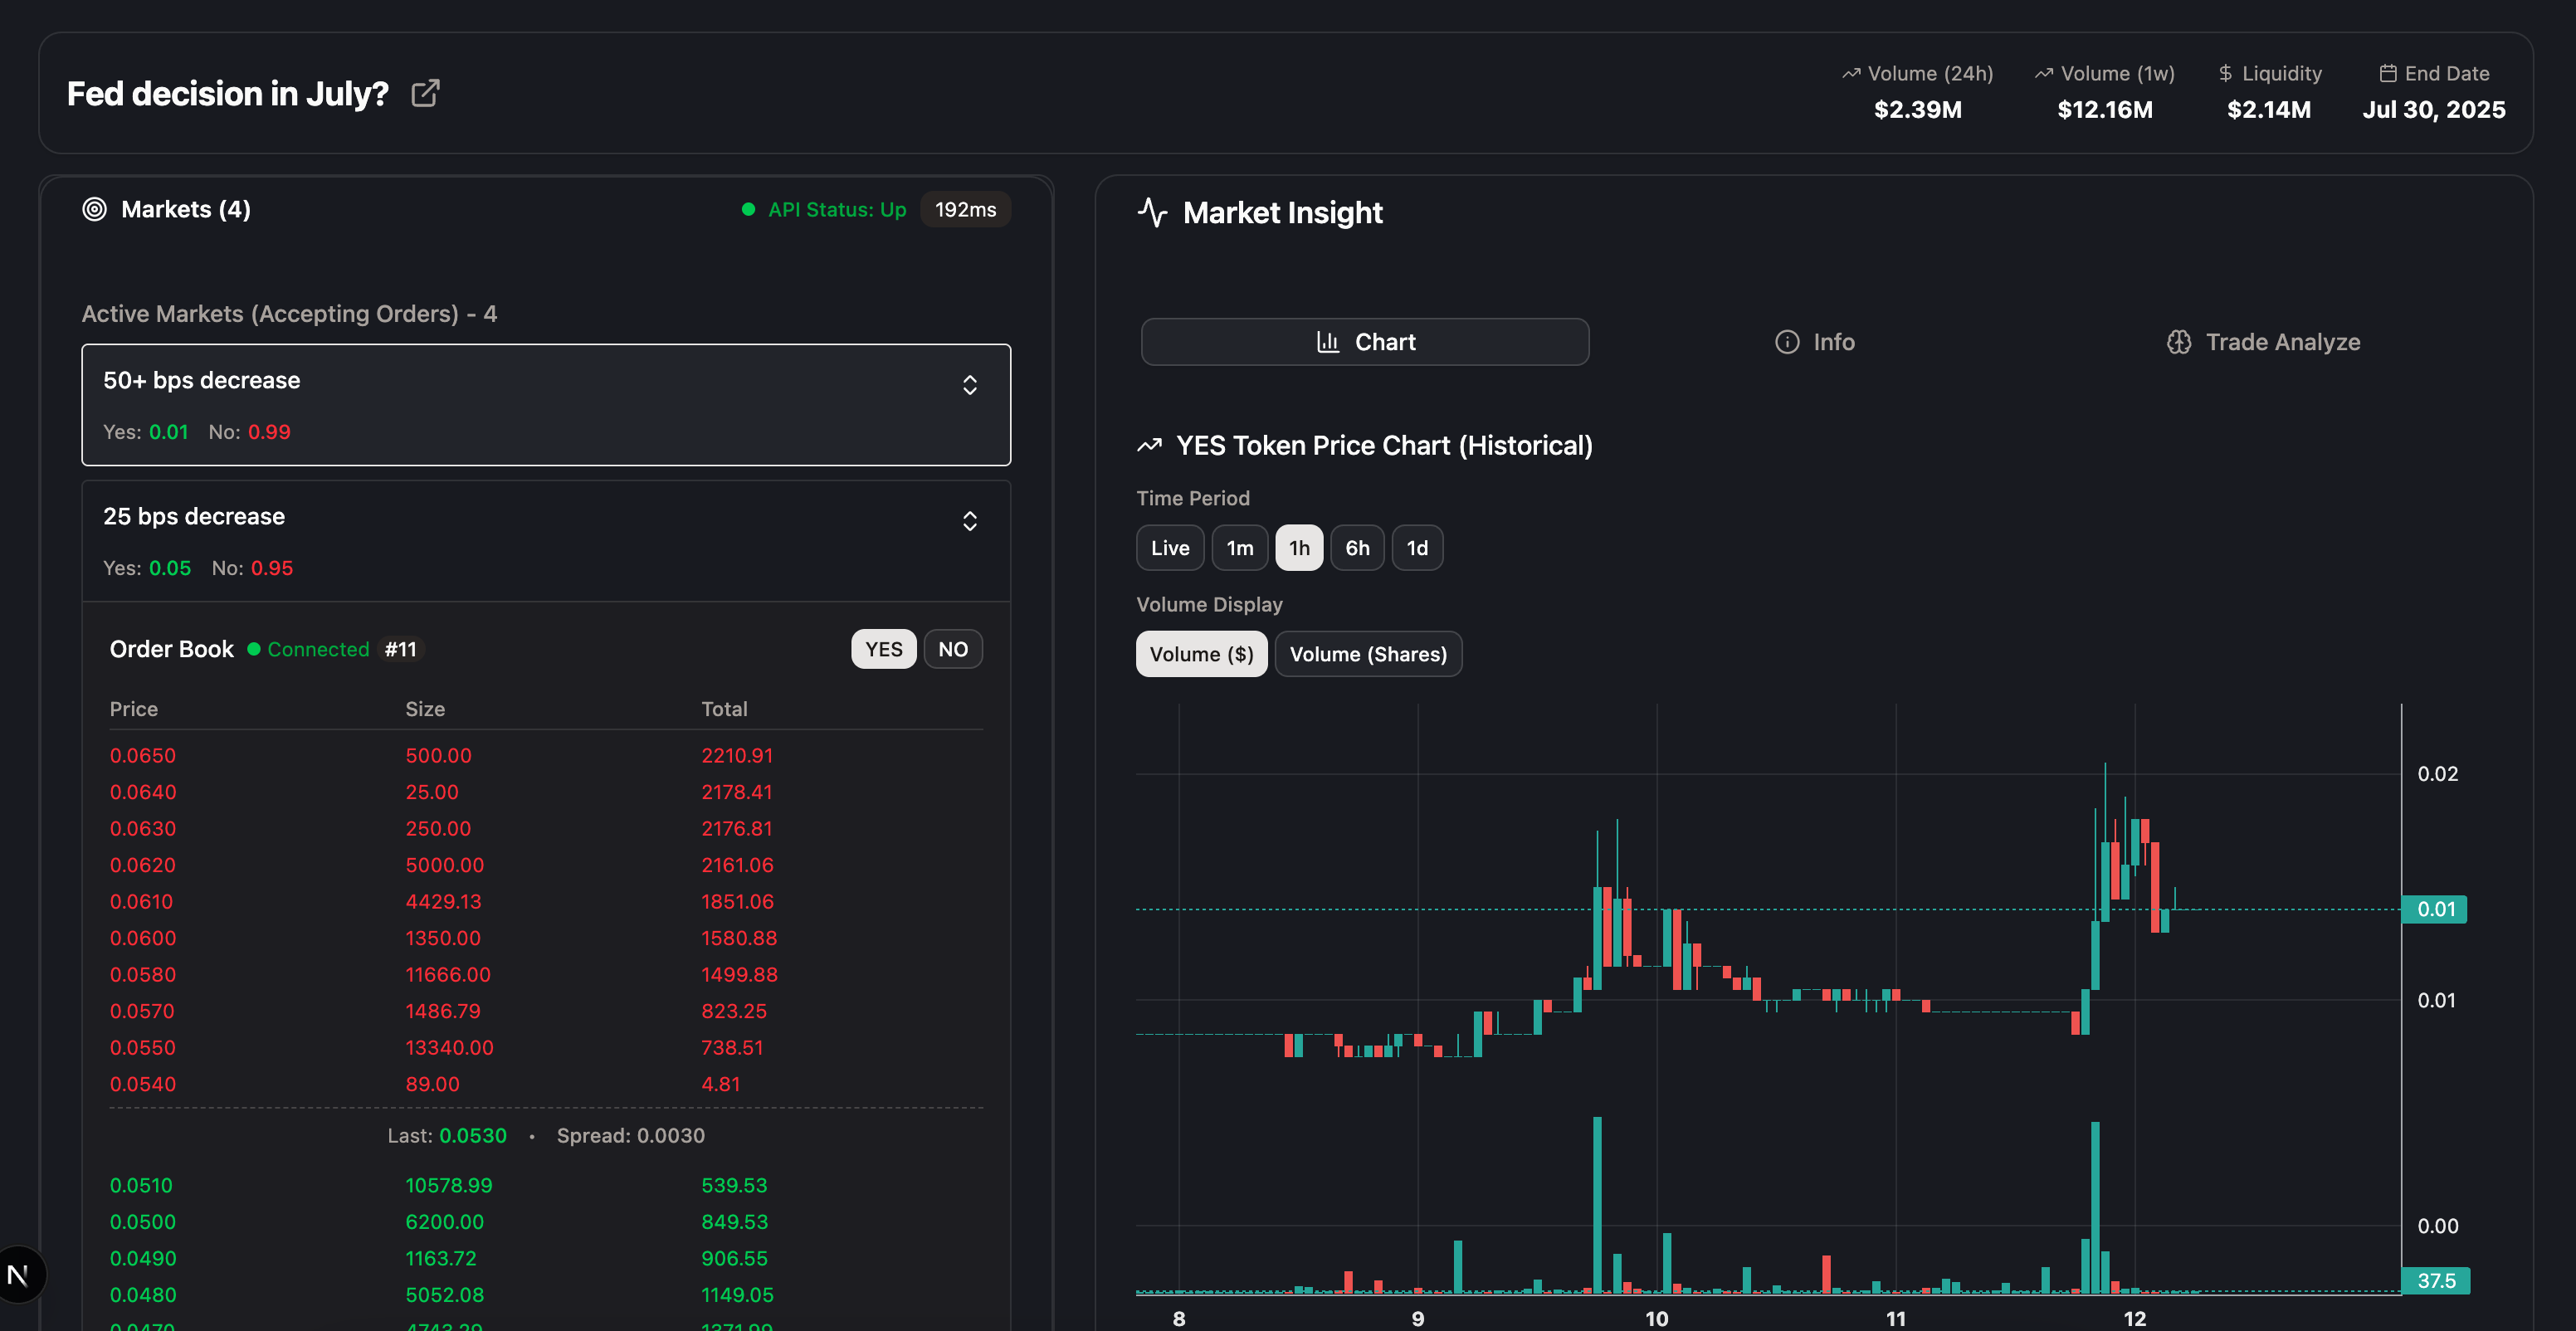 Fed decision in July?
Volume (24h)
$2.39M
Volume (1w)
$12.16M
$ Liquidity
$2.14M
End Date
Jul 30, 2025
Markets (4)
API Status: Up 192ms
Active Markets (Accepting Orders) - 4
50+ bps decrease
Yes: 0.01 No: 0.99
25 bps decrease
Yes: 0.05 No: 0.95
Order Book Connected #11 YES NO
Price Size Total
0.0650 500.00 2210.91
0.0640 25.00 2178.41
0.0630 250.00 2176.81
0.0620 5000.00 2161.06
0.0610 4429.13 1851.06
0.0600 1350.00 1580.88
0.0580 11666.00 1499.88
0.0570 1486.79 823.25
0.0550 13340.00 738.51
0.0540 89.00 4.81
Last: 0.0530 • Spread: 0.0030
0.0510 10578.99 539.53
0.0500 6200.00 849.53
0.0490 1163.72 906.55
0.0480 5052.08 1149.05
N
Market Insight
Chart Info Trade Analyze
YES Token Price Chart (Historical)
Time Period
Live 1m 1h 6h 1d
Volume Display
Volume ($) Volume (Shares)
0.02
0.01
0.01
0.00
37.5
8 9 10 11 12